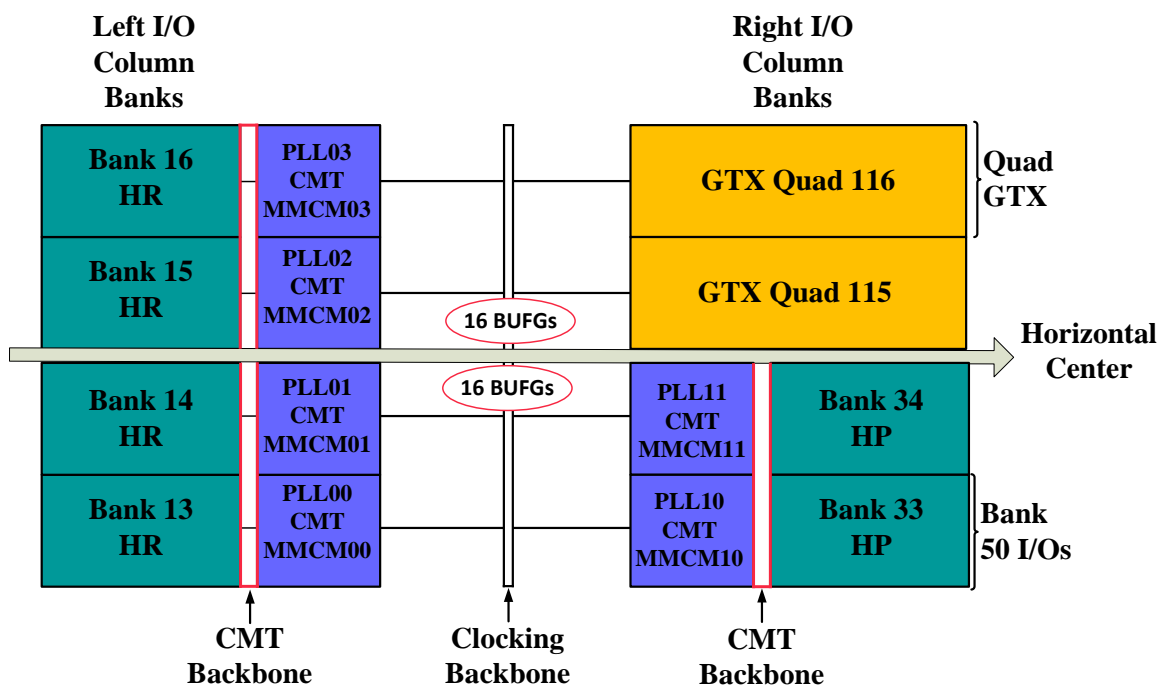 Left I/O
Column
Banks
Right I/O
Column
Banks
Bank 16
HR
PLL03
CMT
MMCM03
GTX Quad 116
Quad
GTX
Bank 15
HR
PLL02
CMT
MMCM02
GTX Quad 115
16 BUFGs
Horizontal
Center
16 BUFGs
Bank 14
HR
PLL01
CMT
MMCM01
PLL11
CMT
MMCM11
Bank 34
HP
Bank 13
HR
PLL00
CMT
MMCM00
PLL10
CMT
MMCM10
Bank 33
HP
Bank
50 I/Os
CMT
Backbone
Clocking
Backbone
CMT
Backbone